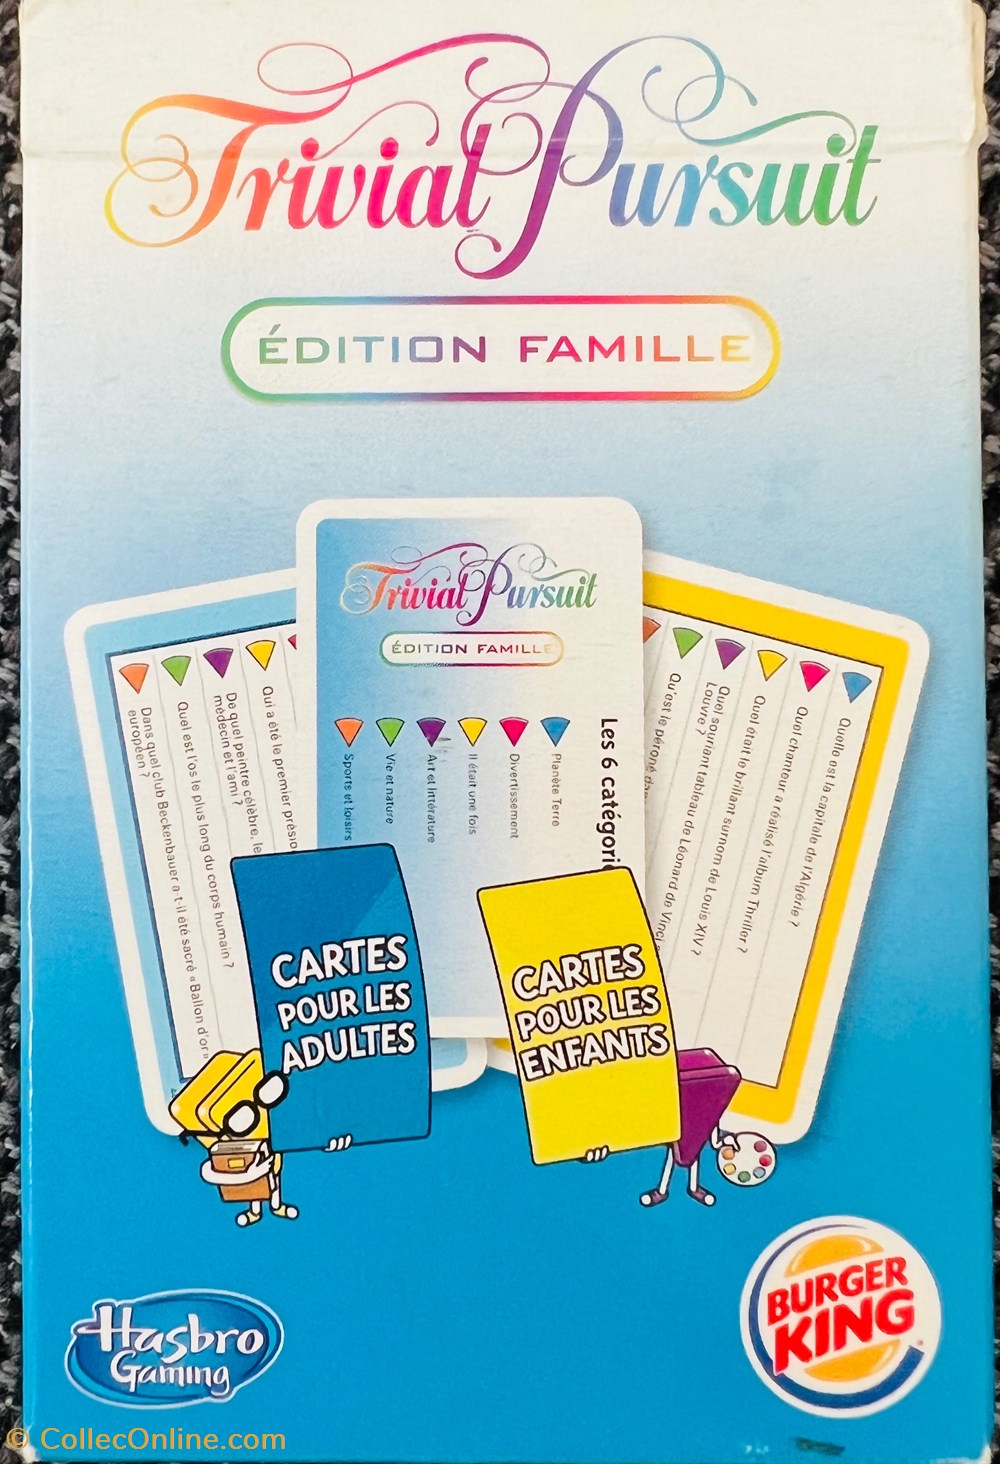 Trivial Pursuit
ÉDITION FAMILLE
Trivial Pursuit
ÉDITION FAMILLE
Les 6 catégori
Planète Terre
Divertissement
Il était une fois
Art et littérature
Vie et nature
Sports et loisirs
Qui a été le premier présid
De quel peintre célèbre, le
médecin et l'ami ?
Quel est l'os le plus long du corps humain ?
Dans quel club Beckenbauer a-t-il été sacré « Ballon d'or »
européen ?
Quelle est la capitale de l'Algérie ?
Quel chanteur a réalisé l'album Thriller ?
Quel était le brillant surnom de Louis XIV ?
Quel souriant tableau de Léonard de Vinci
Louvre ?
Qu'est le péroné dan
CARTES
POUR LES
ADULTES
CARTES
POUR LES
ENFANTS
Hasbro
Gaming
BURGER
KING
© CollecOnline.com